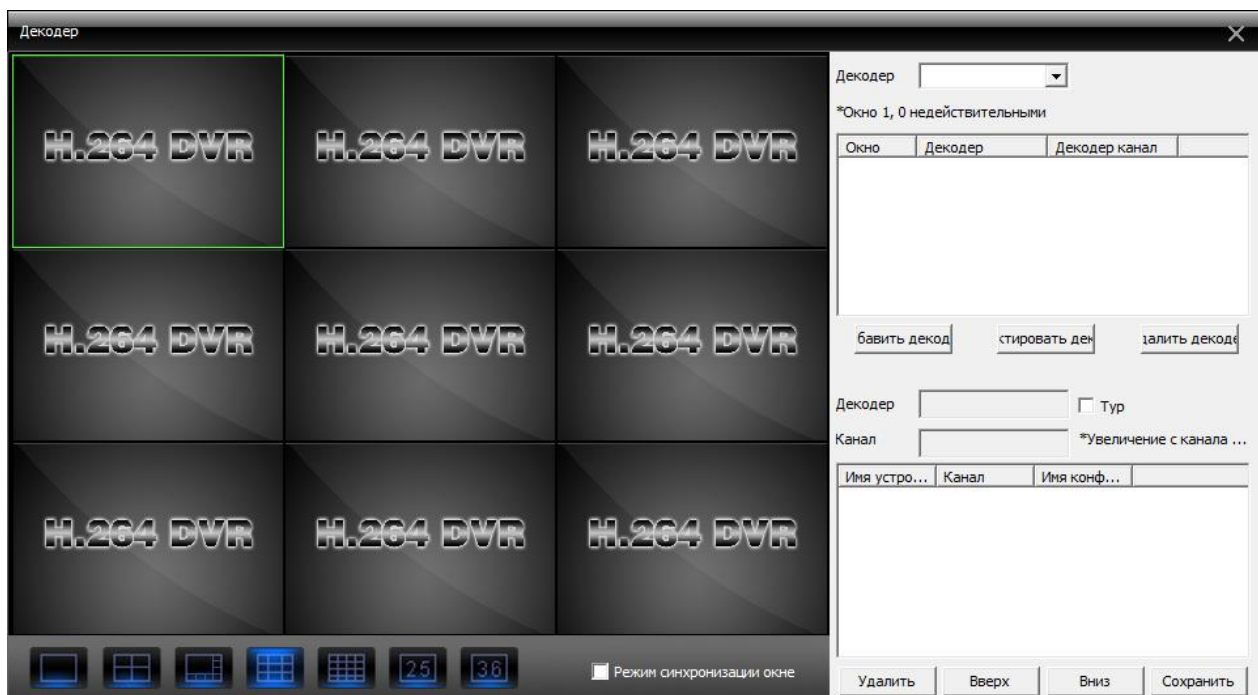 Декодер
H.264 DVR H.264 DVR H.264 DVR
H.264 DVR H.264 DVR H.264 DVR
H.264 DVR H.264 DVR H.264 DVR
25 36
Режим синхронизации окне
Декодер
*Окно 1, 0 недействительными
Окно Декодер Декодер канал
бавить декод стировать дек далить декоде
Декодер Тур
Канал *Увеличение с канала ...
Имя устро... Канал Имя конф...
Удалить Вверх Вниз Сохранить